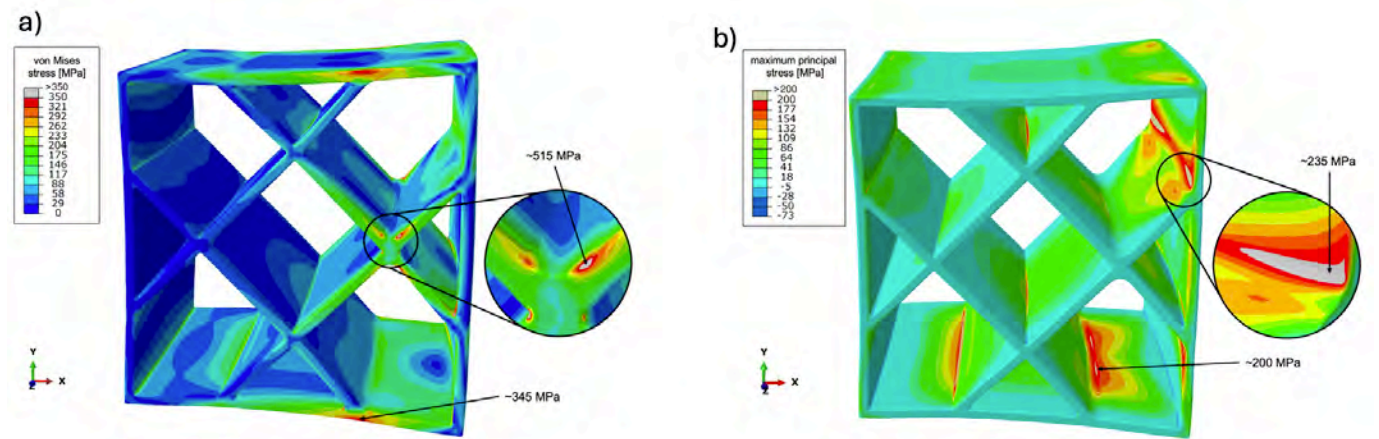 a)
von Mises
stress [MPa]
>350
350
321
292
262
233
204
175
146
117
88
58
29
0
~515 MPa
~345 MPa
Y
X
Z
b)
maximum principal
stress [MPa]
>200
200
177
154
132
109
86
64
41
18
-5
-28
-50
-73
~235 MPa
~200 MPa
Y
X
Z